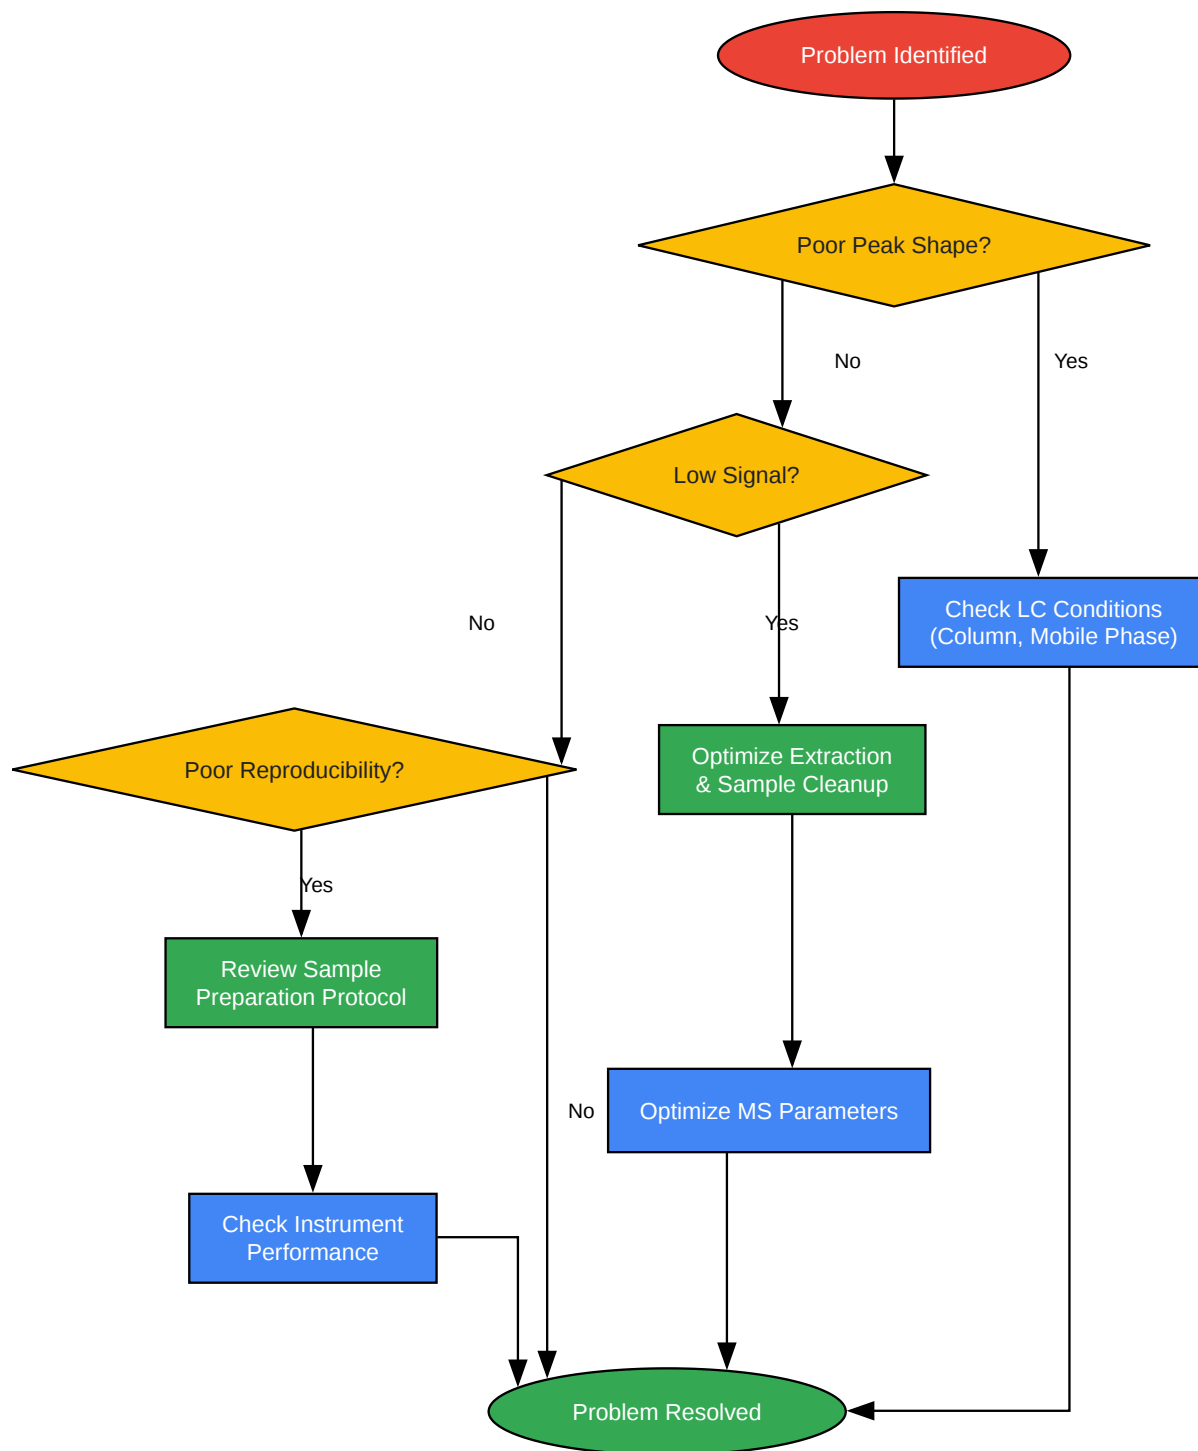 Problem Identified
Poor Peak Shape?
No
Yes
Low Signal?
No
Yes
Check LC Conditions
(Column, Mobile Phase)
Poor Reproducibility?
Optimize Extraction
& Sample Cleanup
Yes
Review Sample
Preparation Protocol
No
Optimize MS Parameters
Check Instrument
Performance
Problem Resolved